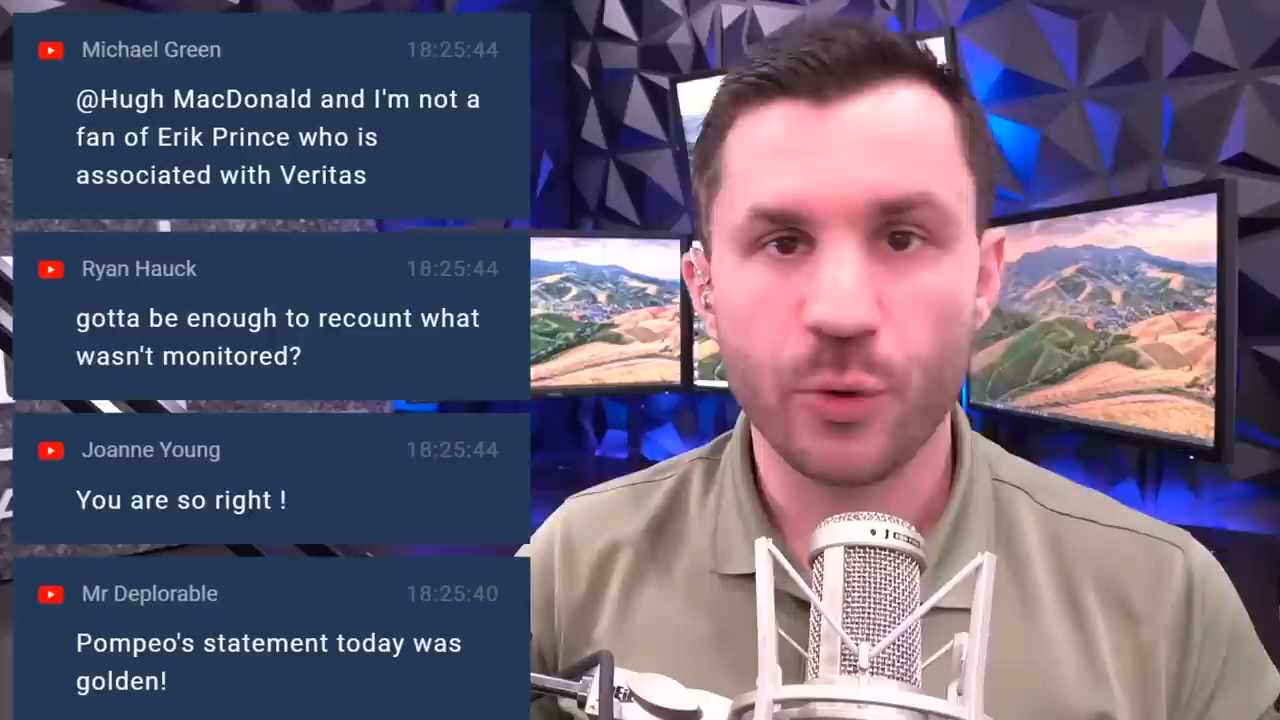 Michael Green 18:25:44
@Hugh MacDonald and I'm not a
fan of Erik Prince who is
associated with Veritas
Ryan Hauck 18:25:44
gotta be enough to recount what
wasn't monitored?
Joanne Young 18:25:44
You are so right !
Mr Deplorable 18:25:40
Pompeo's statement today was
golden!